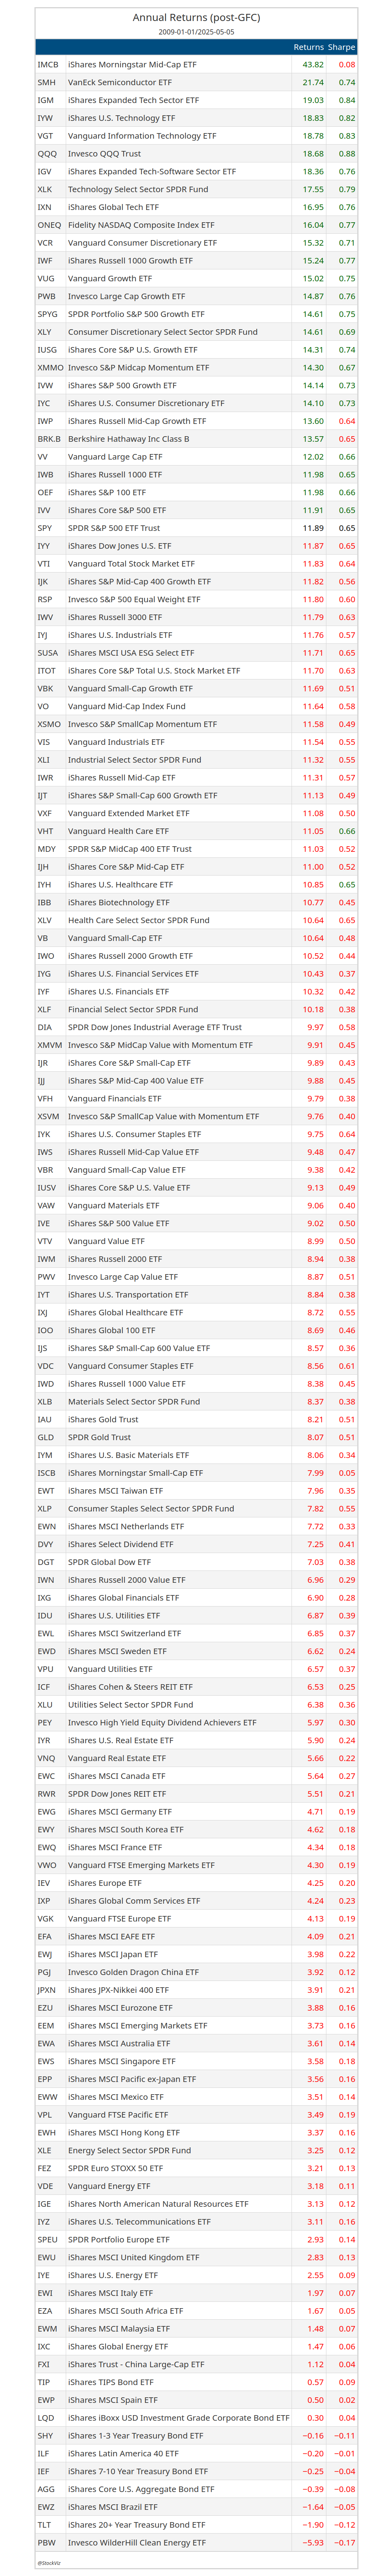 Annual Returns (post-GFC)
2009-01-01/2025-05-05
Returns Sharpe
IMCB iShares Morningstar Mid-Cap ETF 43.82 0.08
SMH VanEck Semiconductor ETF 21.74 0.74
IGM iShares Expanded Tech Sector ETF 19.03 0.84
IYW iShares U.S. Technology ETF 18.83 0.82
VGT Vanguard Information Technology ETF 18.78 0.83
QQQ Invesco QQQ Trust 18.68 0.88
IGV iShares Expanded Tech-Software Sector ETF 18.36 0.76
XLK Technology Select Sector SPDR Fund 17.55 0.79
IXN iShares Global Tech ETF 16.95 0.76
ONEQ Fidelity NASDAQ Composite Index ETF 16.04 0.77
VCR Vanguard Consumer Discretionary ETF 15.32 0.71
IWF iShares Russell 1000 Growth ETF 15.24 0.77
VUG Vanguard Growth ETF 15.02 0.75
PWB Invesco Large Cap Growth ETF 14.87 0.76
SPYG SPDR Portfolio S&P 500 Growth ETF 14.61 0.75
XLY Consumer Discretionary Select Sector SPDR Fund 14.61 0.69
IUSG iShares Core S&P U.S. Growth ETF 14.31 0.74
XMMO Invesco S&P Midcap Momentum ETF 14.30 0.67
IVW iShares S&P 500 Growth ETF 14.14 0.73
IYC iShares U.S. Consumer Discretionary ETF 14.10 0.73
IWP iShares Russell Mid-Cap Growth ETF 13.60 0.64
BRK.B Berkshire Hathaway Inc Class B 13.57 0.65
VV Vanguard Large Cap ETF 12.02 0.66
IWB iShares Russell 1000 ETF 11.98 0.65
OEF iShares S&P 100 ETF 11.98 0.66
IVV iShares Core S&P 500 ETF 11.91 0.65
SPY SPDR S&P 500 ETF Trust 11.89 0.65
IYY iShares Dow Jones U.S. ETF 11.87 0.65
VTI Vanguard Total Stock Market ETF 11.83 0.64
IJK iShares S&P Mid-Cap 400 Growth ETF 11.82 0.56
RSP Invesco S&P 500 Equal Weight ETF 11.80 0.60
IWV iShares Russell 3000 ETF 11.79 0.63
IYJ iShares U.S. Industrials ETF 11.76 0.57
SUSA iShares MSCI USA ESG Select ETF 11.71 0.65
ITOT iShares Core S&P Total U.S. Stock Market ETF 11.70 0.63
VBK Vanguard Small-Cap Growth ETF 11.69 0.51
VO Vanguard Mid-Cap Index Fund 11.64 0.58
XSMO Invesco S&P SmallCap Momentum ETF 11.58 0.49
VIS Vanguard Industrials ETF 11.54 0.55
XLI Industrial Select Sector SPDR Fund 11.32 0.55
IWR iShares Russell Mid-Cap ETF 11.31 0.57
IJT iShares S&P Small-Cap 600 Growth ETF 11.13 0.49
VXF Vanguard Extended Market ETF 11.08 0.50
VHT Vanguard Health Care ETF 11.05 0.66
MDY SPDR S&P MidCap 400 ETF Trust 11.03 0.52
IJH iShares Core S&P Mid-Cap ETF 11.00 0.52
IYH iShares U.S. Healthcare ETF 10.85 0.65
IBB iShares Biotechnology ETF 10.77 0.45
XLV Health Care Select Sector SPDR Fund 10.64 0.65
VB Vanguard Small-Cap ETF 10.64 0.48
IWO iShares Russell 2000 Growth ETF 10.52 0.44
IYG iShares U.S. Financial Services ETF 10.43 0.37
IYF iShares U.S. Financials ETF 10.32 0.42
XLF Financial Select Sector SPDR Fund 10.18 0.38
DIA SPDR Dow Jones Industrial Average ETF Trust 9.97 0.58
XMVM Invesco S&P MidCap Value with Momentum ETF 9.91 0.45
IJR iShares Core S&P Small-Cap ETF 9.89 0.43
IJJ iShares S&P Mid-Cap 400 Value ETF 9.88 0.45
VFH Vanguard Financials ETF 9.79 0.38
XSVM Invesco S&P SmallCap Value with Momentum ETF 9.76 0.40
IYK iShares U.S. Consumer Staples ETF 9.75 0.64
IWS iShares Russell Mid-Cap Value ETF 9.48 0.47
VBR Vanguard Small-Cap Value ETF 9.38 0.42
IUSV iShares Core S&P U.S. Value ETF 9.13 0.49
VAW Vanguard Materials ETF 9.06 0.40
IVE iShares S&P 500 Value ETF 9.02 0.50
VTV Vanguard Value ETF 8.99 0.50
IWM iShares Russell 2000 ETF 8.94 0.38
PWV Invesco Large Cap Value ETF 8.87 0.51
IYT iShares U.S. Transportation ETF 8.84 0.38
IXJ iShares Global Healthcare ETF 8.72 0.55
IOO iShares Global 100 ETF 8.69 0.46
IJS iShares S&P Small-Cap 600 Value ETF 8.57 0.36
VDC Vanguard Consumer Staples ETF 8.56 0.61
IWD iShares Russell 1000 Value ETF 8.38 0.45
XLB Materials Select Sector SPDR Fund 8.37 0.38
IAU iShares Gold Trust 8.21 0.51
GLD SPDR Gold Trust 8.07 0.51
IYM iShares U.S. Basic Materials ETF 8.06 0.34
ISCB iShares Morningstar Small-Cap ETF 7.99 0.05
EWT iShares MSCI Taiwan ETF 7.96 0.35
XLP Consumer Staples Select Sector SPDR Fund 7.82 0.55
EWN iShares MSCI Netherlands ETF 7.72 0.33
DVY iShares Select Dividend ETF 7.25 0.41
DGT SPDR Global Dow ETF 7.03 0.38
IWN iShares Russell 2000 Value ETF 6.96 0.29
IXG iShares Global Financials ETF 6.90 0.28
IDU iShares U.S. Utilities ETF 6.87 0.39
EWL iShares MSCI Switzerland ETF 6.85 0.37
EWD iShares MSCI Sweden ETF 6.62 0.24
VPU Vanguard Utilities ETF 6.57 0.37
ICF iShares Cohen & Steers REIT ETF 6.53 0.25
XLU Utilities Select Sector SPDR Fund 6.38 0.36
PEY Invesco High Yield Equity Dividend Achievers ETF 5.97 0.30
IYR iShares U.S. Real Estate ETF 5.90 0.24
VNQ Vanguard Real Estate ETF 5.66 0.22
EWC iShares MSCI Canada ETF 5.64 0.27
RWR SPDR Dow Jones REIT ETF 5.51 0.21
EWG iShares MSCI Germany ETF 4.71 0.19
EWY iShares MSCI South Korea ETF 4.62 0.18
EWQ iShares MSCI France ETF 4.34 0.18
VWO Vanguard FTSE Emerging Markets ETF 4.30 0.19
IEV iShares Europe ETF 4.25 0.20
IXP iShares Global Comm Services ETF 4.24 0.23
VGK Vanguard FTSE Europe ETF 4.13 0.19
EFA iShares MSCI EAFE ETF 4.09 0.21
EWJ iShares MSCI Japan ETF 3.98 0.22
PGJ Invesco Golden Dragon China ETF 3.92 0.12
JPXN iShares JPX-Nikkei 400 ETF 3.91 0.21
EZU iShares MSCI Eurozone ETF 3.88 0.16
EEM iShares MSCI Emerging Markets ETF 3.73 0.16
EWA iShares MSCI Australia ETF 3.61 0.14
EWS iShares MSCI Singapore ETF 3.58 0.18
EPP iShares MSCI Pacific ex-Japan ETF 3.56 0.16
EWW iShares MSCI Mexico ETF 3.51 0.14
VPL Vanguard FTSE Pacific ETF 3.49 0.19
EWH iShares MSCI Hong Kong ETF 3.37 0.16
XLE Energy Select Sector SPDR Fund 3.25 0.12
FEZ SPDR Euro STOXX 50 ETF 3.21 0.13
VDE Vanguard Energy ETF 3.18 0.11
IGE iShares North American Natural Resources ETF 3.13 0.12
IYZ iShares U.S. Telecommunications ETF 3.11 0.16
SPEU SPDR Portfolio Europe ETF 2.93 0.14
EWU iShares MSCI United Kingdom ETF 2.83 0.13
IYE iShares U.S. Energy ETF 2.55 0.09
EWI iShares MSCI Italy ETF 1.97 0.07
EZA iShares MSCI South Africa ETF 1.67 0.05
EWM iShares MSCI Malaysia ETF 1.48 0.07
IXC iShares Global Energy ETF 1.47 0.06
FXI iShares Trust - China Large-Cap ETF 1.12 0.04
TIP iShares TIPS Bond ETF 0.57 0.09
EWP iShares MSCI Spain ETF 0.50 0.02
LQD iShares iBoxx USD Investment Grade Corporate Bond ETF 0.30 0.04
SHY iShares 1-3 Year Treasury Bond ETF −0.16 −0.11
ILF iShares Latin America 40 ETF −0.20 −0.01
IEF iShares 7-10 Year Treasury Bond ETF −0.25 −0.04
AGG iShares Core U.S. Aggregate Bond ETF −0.39 −0.08
EWZ iShares MSCI Brazil ETF −1.64 −0.05
TLT iShares 20+ Year Treasury Bond ETF −1.90 −0.12
PBW Invesco WilderHill Clean Energy ETF −5.93 −0.17
@StockViz